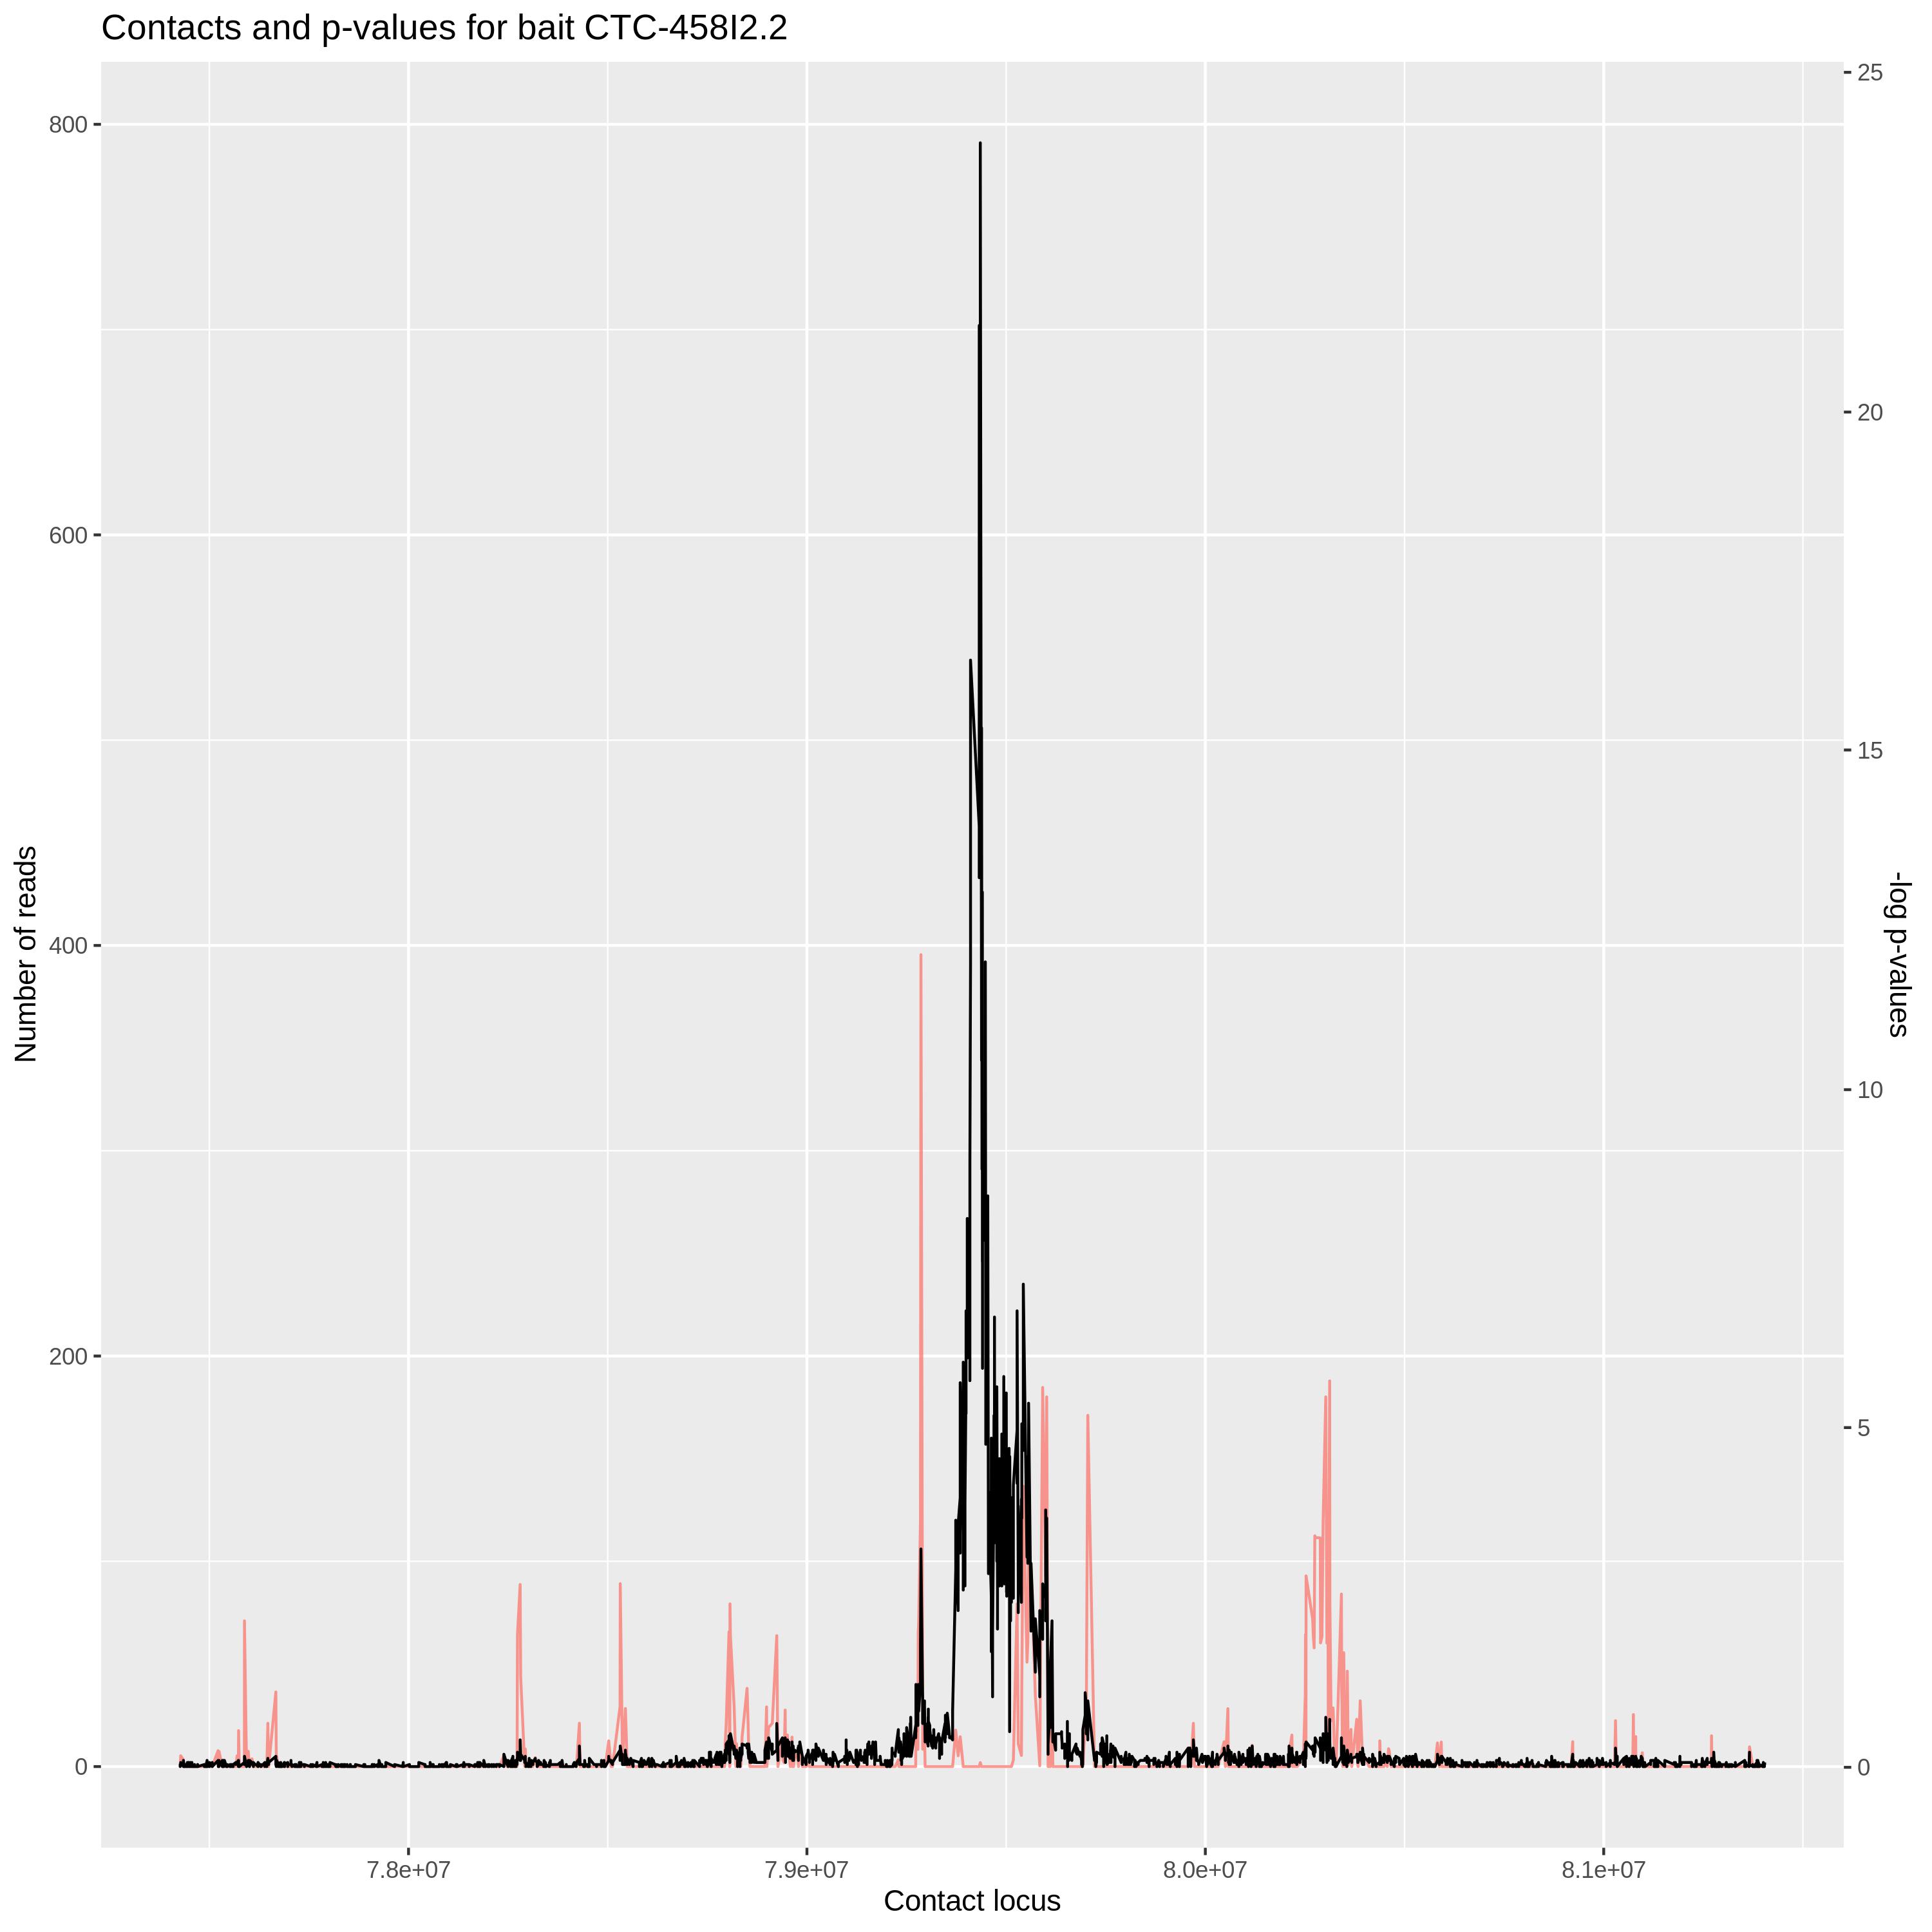 Contacts and p-values for bait CTC-458I2.2
800
600
400
200
0
25
20
15
10
5
0
Number of reads
-log p-values
7.8e+07
7.9e+07
8.0e+07
8.1e+07
Contact locus